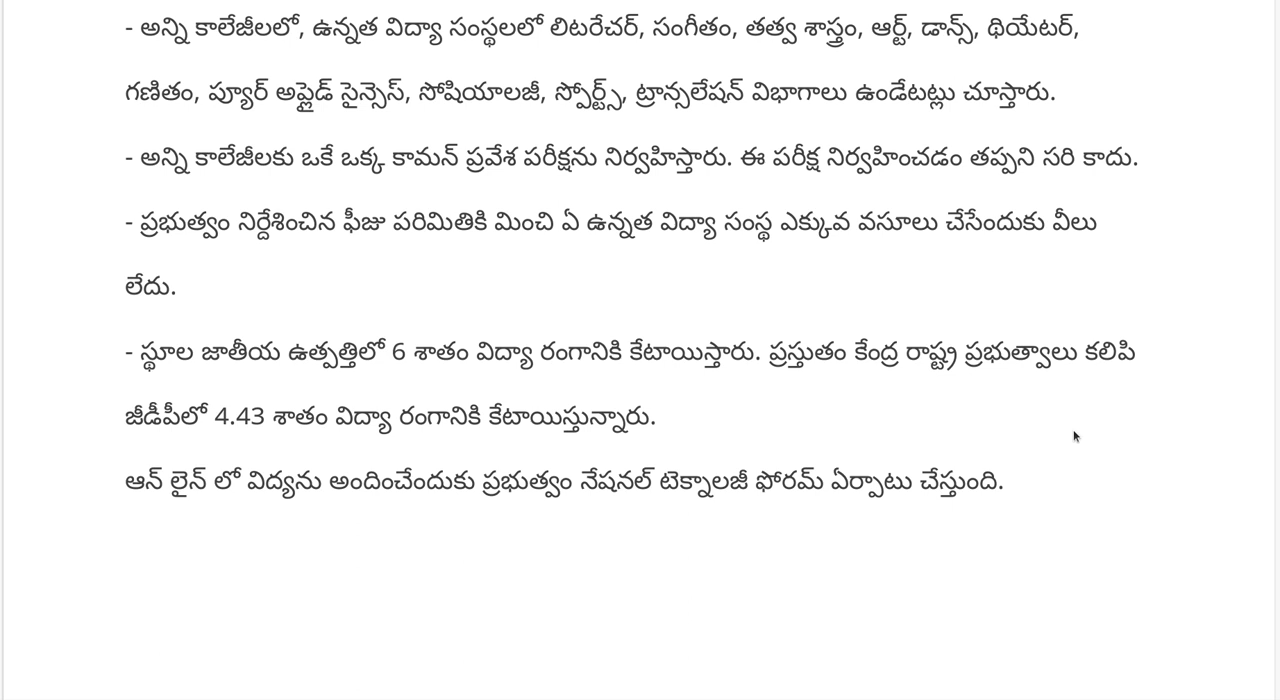 - అన్ని కాలేజీలలో, ఉన్నత విద్యా సంస్థలలో లిటరేచర్, సంగీతం, తత్వ శాస్త్రం, ఆర్ట్, డాన్స్, థియేటర్,
గణితం, ప్యూర్ అప్లైడ్ సైన్సెస్, సోషియాలజీ, స్పోర్ట్స్, ట్రాన్సలేషన్ విభాగాలు ఉండేటట్లు చూస్తారు.
- అన్ని కాలేజీలకు ఒకే ఒక్క కామన్ ప్రవేశ పరీక్షను నిర్వహిస్తారు. ఈ పరీక్ష నిర్వహించడం తప్పని సరి కాదు.
- ప్రభుత్వం నిర్దేశించిన ఫీజు పరిమితికి మించి ఏ ఉన్నత విద్యా సంస్థ ఎక్కువ వసూలు చేసేందుకు వీలు
లేదు.
- స్థూల జాతీయ ఉత్పత్తిలో 6 శాతం విద్యా రంగానికి కేటాయిస్తారు. ప్రస్తుతం కేంద్ర రాష్ట్ర ప్రభుత్వాలు కలిపి
జీడీపీలో 4.43 శాతం విద్యా రంగానికి కేటాయిస్తున్నారు.
ఆన్ లైన్ లో విద్యను అందించేందుకు ప్రభుత్వం నేషనల్ టెక్నాలజీ ఫోరమ్ ఏర్పాటు చేస్తుంది.